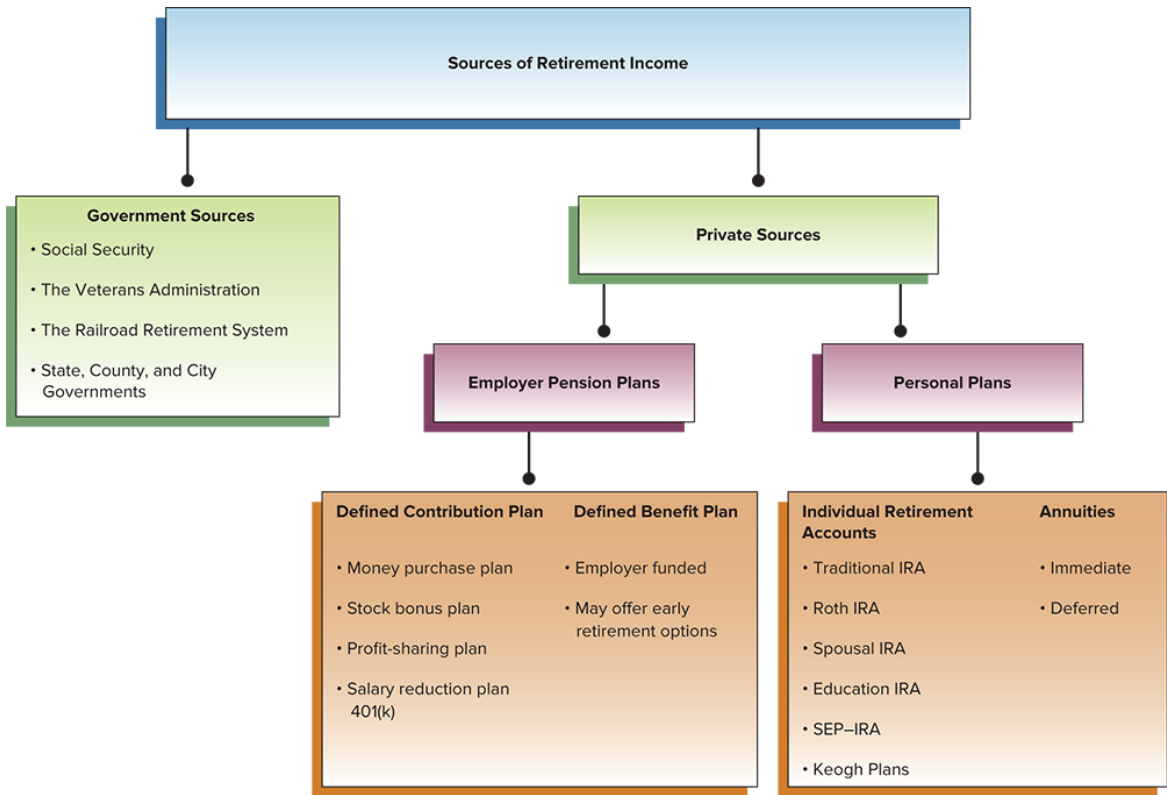 Sources of Retirement Income
Government Sources
• Social Security
• The Veterans Administration
• The Railroad Retirement System
• State, County, and City
Governments
Private Sources
Employer Pension Plans
Personal Plans
Defined Contribution Plan
• Money purchase plan
• Stock bonus plan
• Profit-sharing plan
• Salary reduction plan
401(k)
Defined Benefit Plan
• Employer funded
• May offer early
retirement options
Individual Retirement
Accounts
• Traditional IRA
• Roth IRA
• Spousal IRA
• Education IRA
• SEP–IRA
• Keogh Plans
Annuities
• Immediate
• Deferred